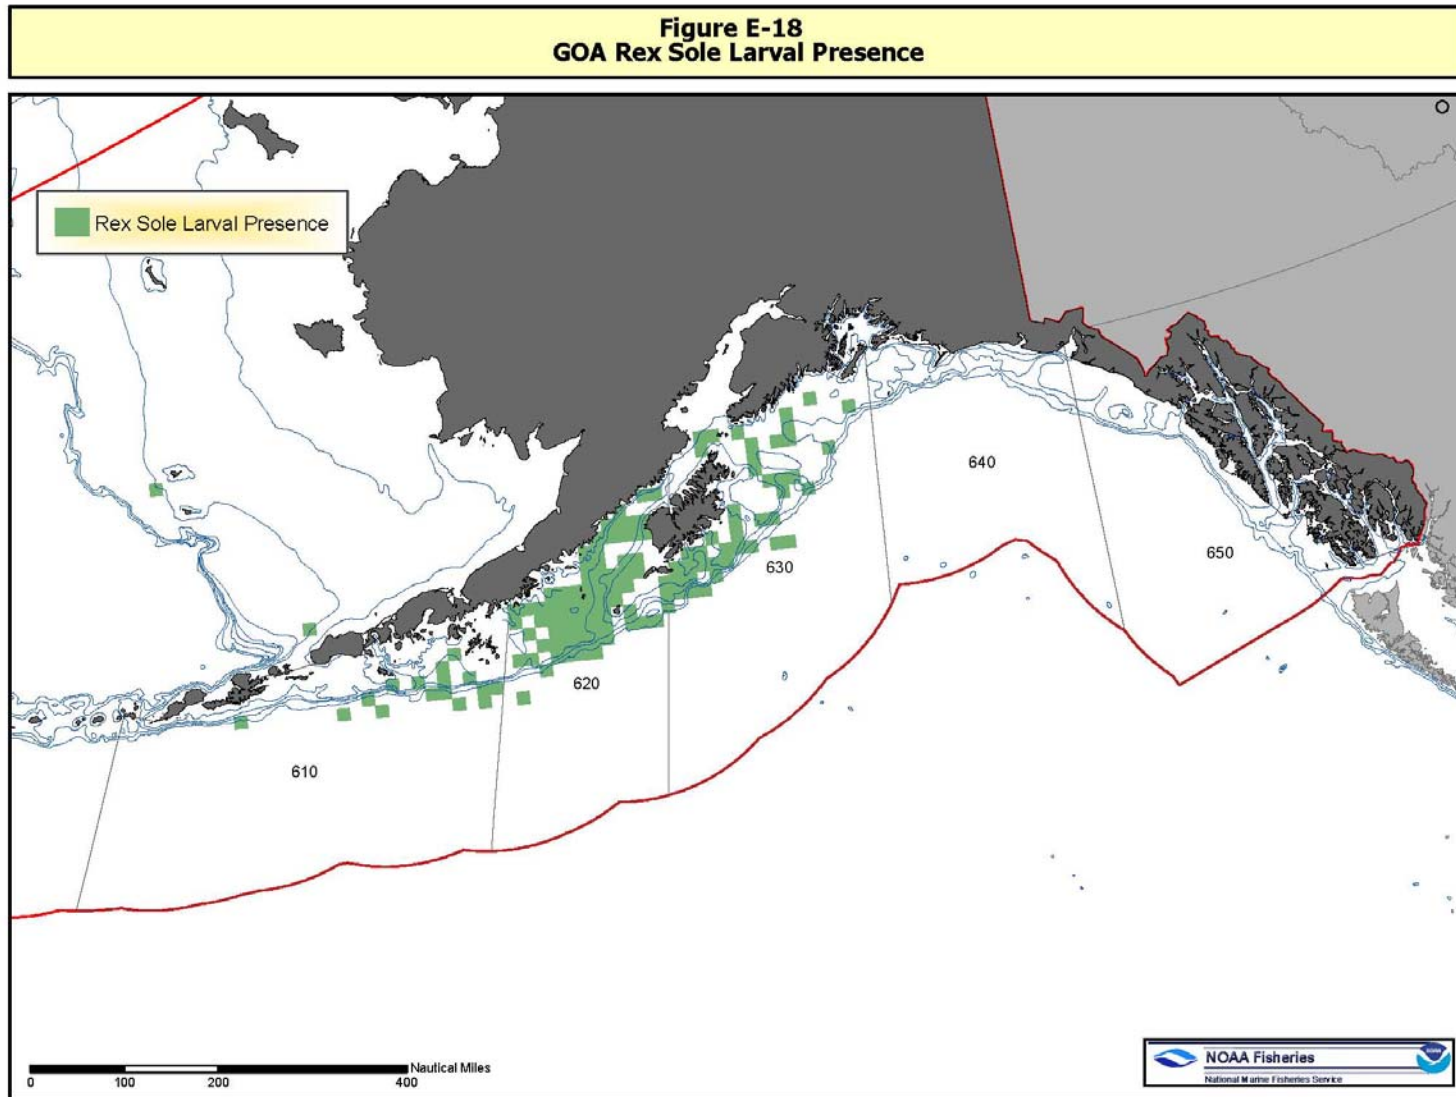 Figure E-18
GOA Rex Sole Larval Presence
Rex Sole Larval Presence
640
650
630
620
610
Nautical Miles
0 100 200 400
NOAA Fisheries
National Marine Fisheries Service